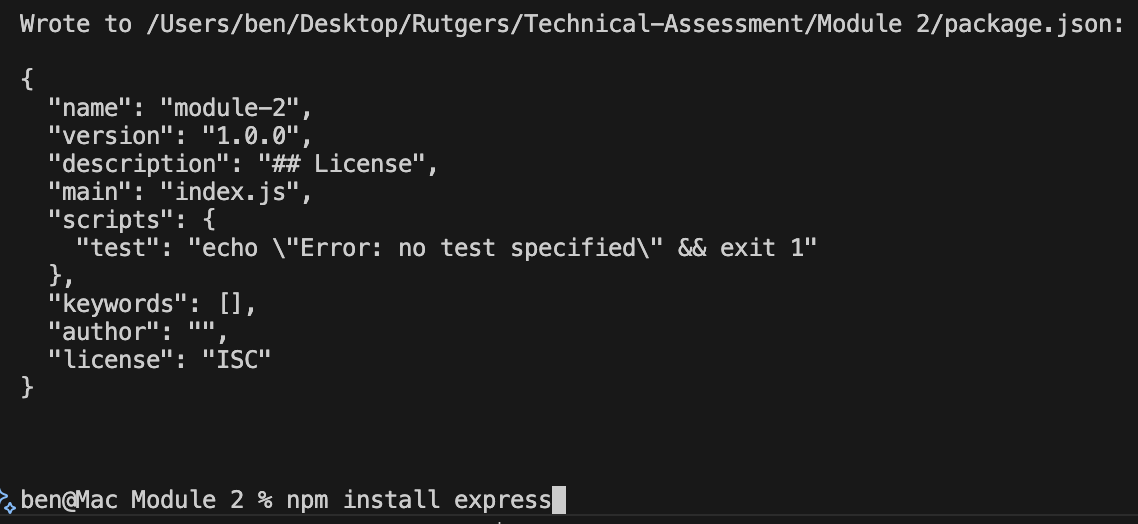 Wrote to /Users/ben/Desktop/Rutgers/Technical-Assessment/Module 2/package.json:
{
  "name": "module-2",
  "version": "1.0.0",
  "description": "## License",
  "main": "index.js",
  "scripts": {
    "test": "echo \"Error: no test specified\" && exit 1"
  },
  "keywords": [],
  "author": "",
  "license": "ISC"
}
ben@Mac Module 2 % npm install express